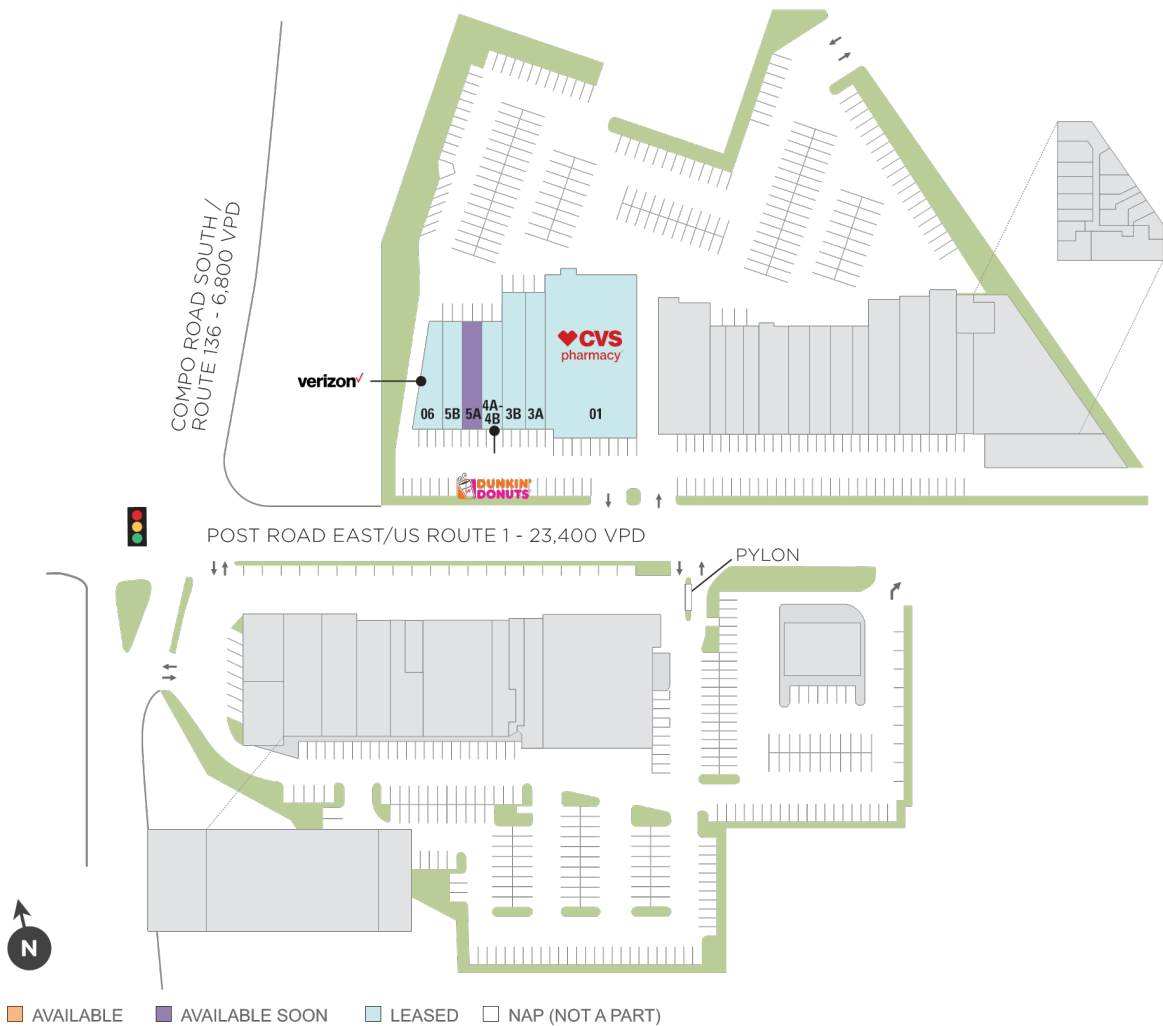 COMPO ROAD SOUTH /
ROUTE 136 - 6,800 VPD
verizon
CVS
pharmacy
06
5B
5A
4A-
4B
3B
3A
01
DUNKIN'
DONUTS
POST ROAD EAST/US ROUTE 1 - 23,400 VPD
PYLON
N
AVAILABLE
AVAILABLE SOON
LEASED
NAP (NOT A PART)